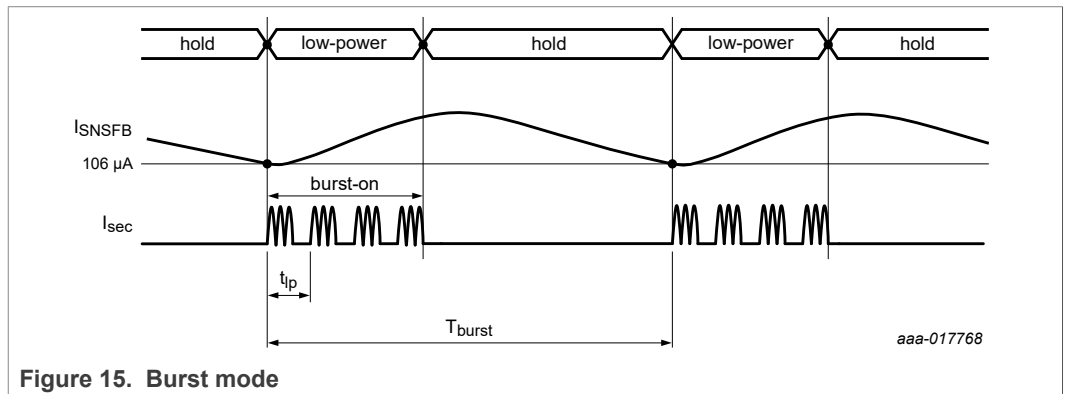 hold low-power hold low-power hold
ISNSFB
106 µA
burst-on
Isec
tlp
Tburst
aaa-017768
Figure 15. Burst mode